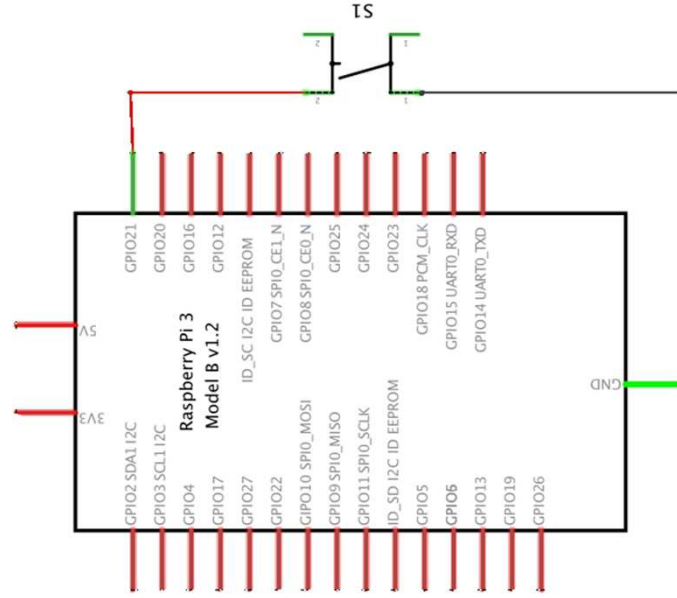 S1
2
1
2
1
GPIO21
GPIO20
GPIO16
GPIO12
ID_SC I2C ID EEPROM
GPIO7 SPI0_CE1_N
GPIO8 SPI0_CE0_N
GPIO25
GPIO24
GPIO23
GPIO18 PCM_CLK
GPIO15 UART0_RXD
GPIO14 UART0_TXD
5V
3V3
Raspberry Pi 3
Model B v1.2
GND
GPIO2 SDA1 I2C
GPIO3 SCL1 I2C
GPIO4
GPIO17
GPIO27
GPIO22
GIPO10 SPI0_MOSI
GPIO9 SPI0_MISO
GPIO11 SPI0_SCLK
ID_SD I2C ID EEPROM
GPIO5
GPIO6
GPIO13
GPIO19
GPIO26